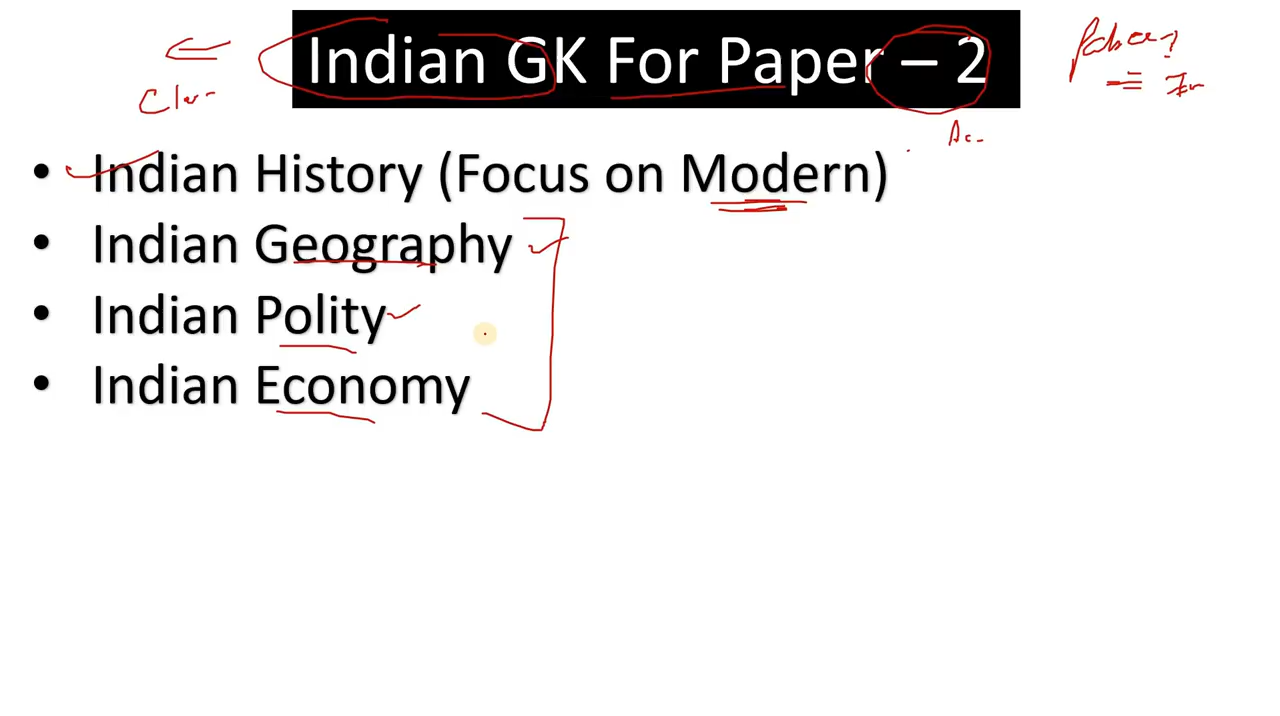 Indian GK For Paper – 2
• Indian History (Focus on Modern)
• Indian Geography
• Indian Polity
• Indian Economy